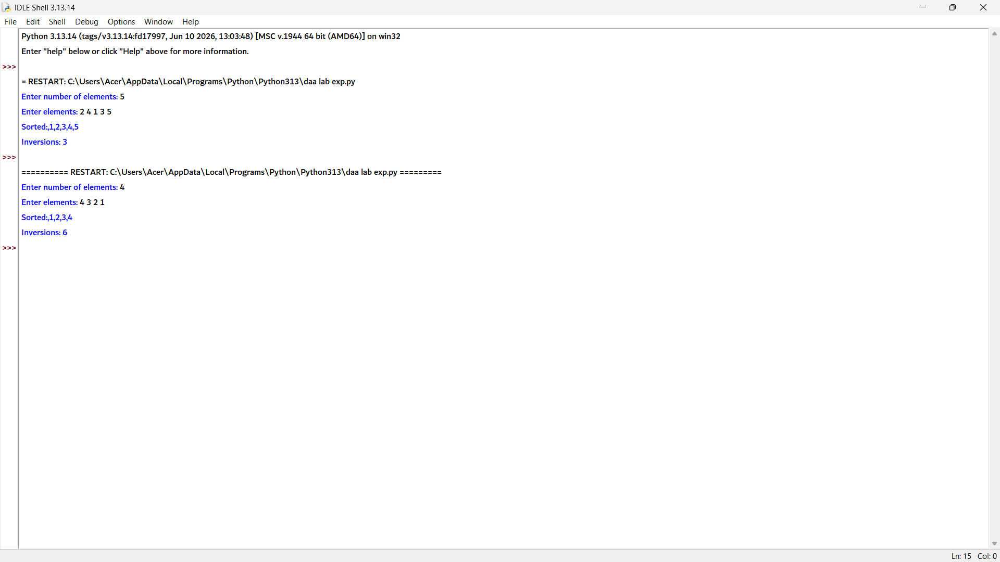 IDLE Shell 3.13.14
File Edit Shell Debug Options Window Help
Python 3.13.14 (tags/v3.13.14:fd17997, Jun 10 2026, 13:03:48) [MSC v.1944 64 bit (AMD64)] on win32
Enter "help" below or click "Help" above for more information.
>>>
= RESTART: C:\Users\Acer\AppData\Local\Programs\Python\Python313\daa lab exp.py
Enter number of elements: 5
Enter elements: 2 4 1 3 5
Sorted:,1,2,3,4,5
Inversions: 3
>>>
========== RESTART: C:\Users\Acer\AppData\Local\Programs\Python\Python313\daa lab exp.py =========
Enter number of elements: 4
Enter elements: 4 3 2 1
Sorted:,1,2,3,4
Inversions: 6
>>>
Ln: 15 Col: 0